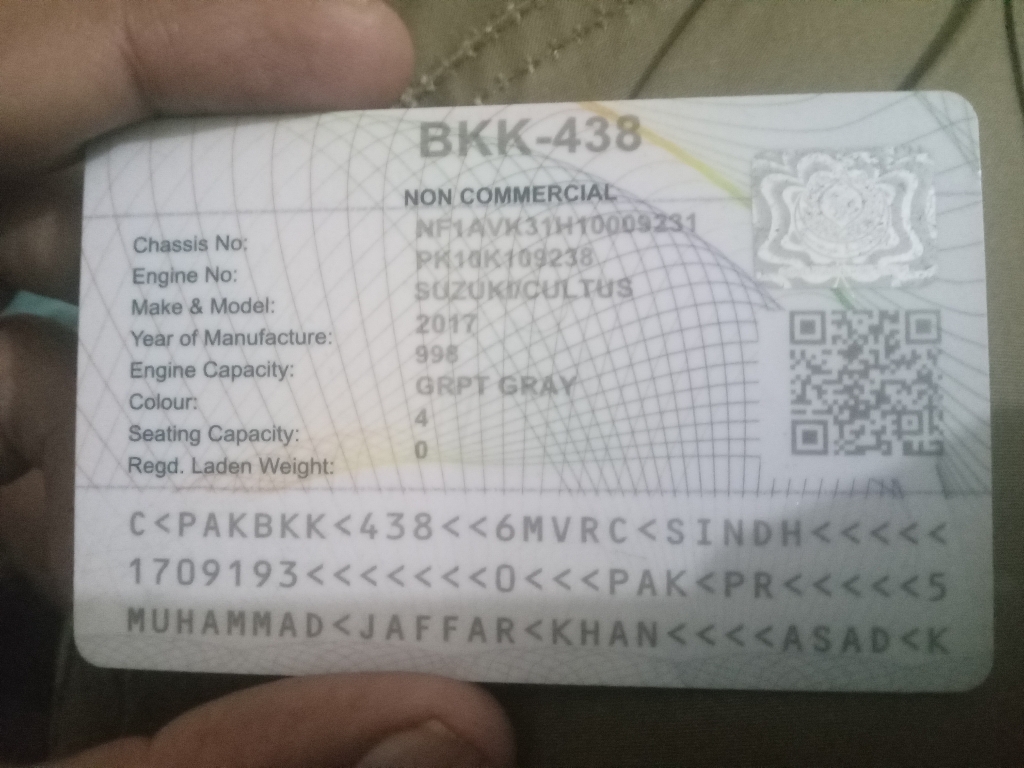 BKK-438
NON COMMERCIAL
Chassis No: NF1AVK31H10009231
Engine No: PK10K109238
Make & Model: SUZUKI/CULTUS
Year of Manufacture: 2017
Engine Capacity: 998
Colour: GRPT GRAY
Seating Capacity: 4
Regd. Laden Weight: 0
C<PAKBKK<438<<6MVRC<SINDH<<<<<
1709193<<<<<<<0<<<PAK<PR<<<<<5
MUHAMMAD<JAFFAR<KHAN<<<<ASAD<K